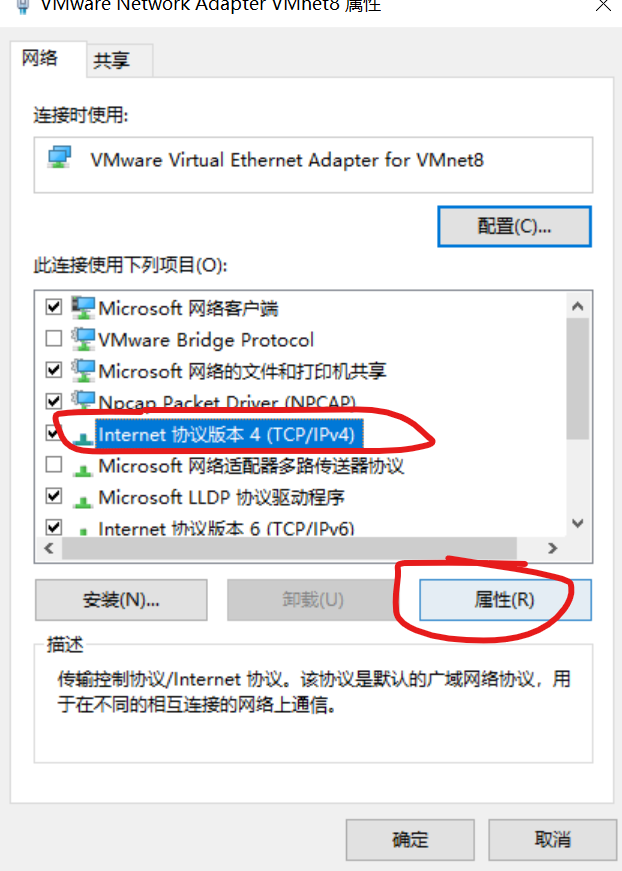 VMware Network Adapter VMnet8 属性
网络
共享
连接时使用:
VMware Virtual Ethernet Adapter for VMnet8
配置(C)...
此连接使用下列项目(O):
Microsoft 网络客户端
VMware Bridge Protocol
Microsoft 网络的文件和打印机共享
Npcap Packet Driver (NPCAP)
Internet 协议版本 4 (TCP/IPv4)
Microsoft 网络适配器多路传送器协议
Microsoft LLDP 协议驱动程序
Internet 协议版本 6 (TCP/IPv6)
安装(N)...
卸载(U)
属性(R)
描述
传输控制协议/Internet 协议。该协议是默认的广域网络协议，用
于在不同的相互连接的网络上通信。
确定
取消